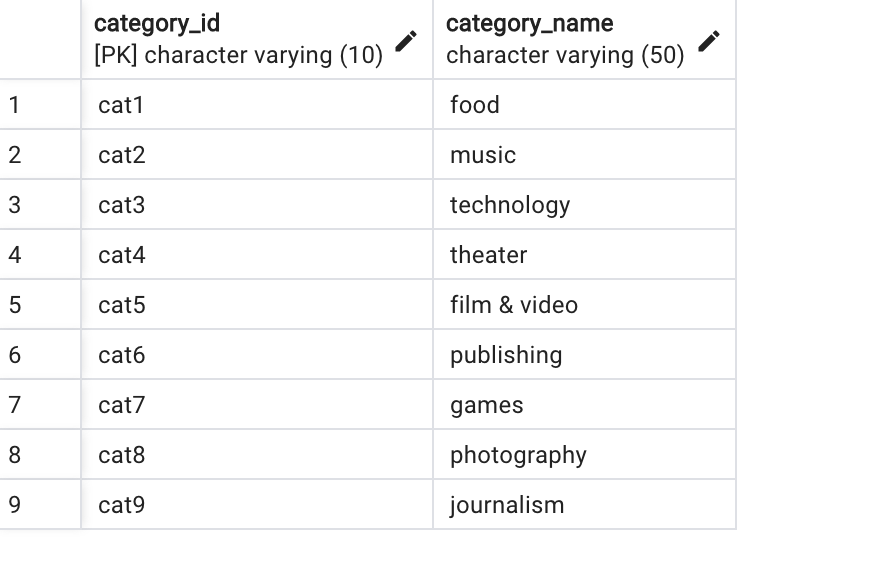 category_id category_name
[PK] character varying (10) character varying (50)
1 cat1 food
2 cat2 music
3 cat3 technology
4 cat4 theater
5 cat5 film & video
6 cat6 publishing
7 cat7 games
8 cat8 photography
9 cat9 journalism